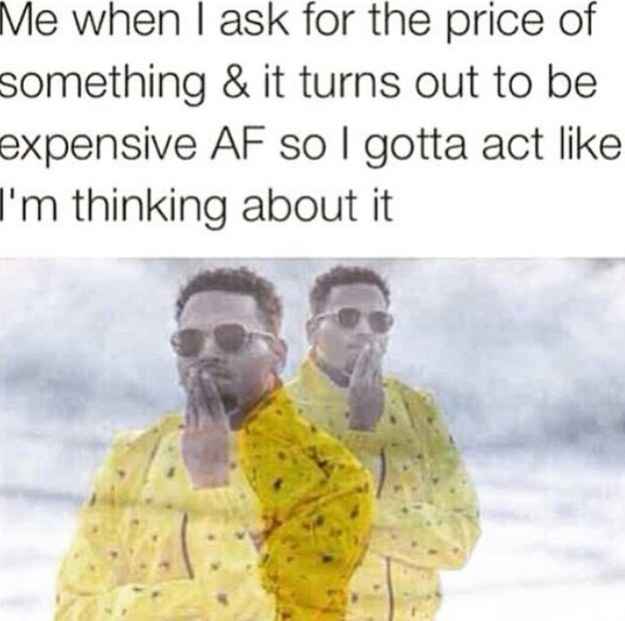 Me when I ask for the price of
something & it turns out to be
expensive AF so I gotta act like
I'm thinking about it